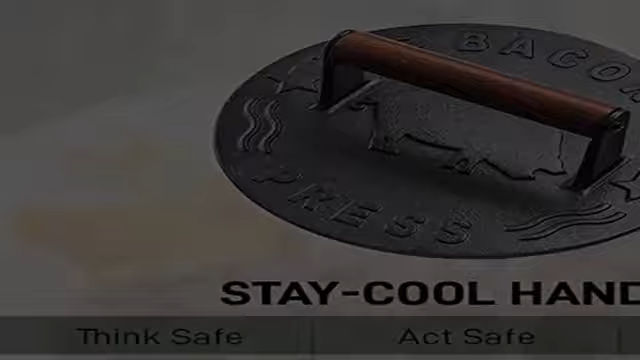 BACON
PRESS
STAY-COOL HAND
Think Safe
Act Safe